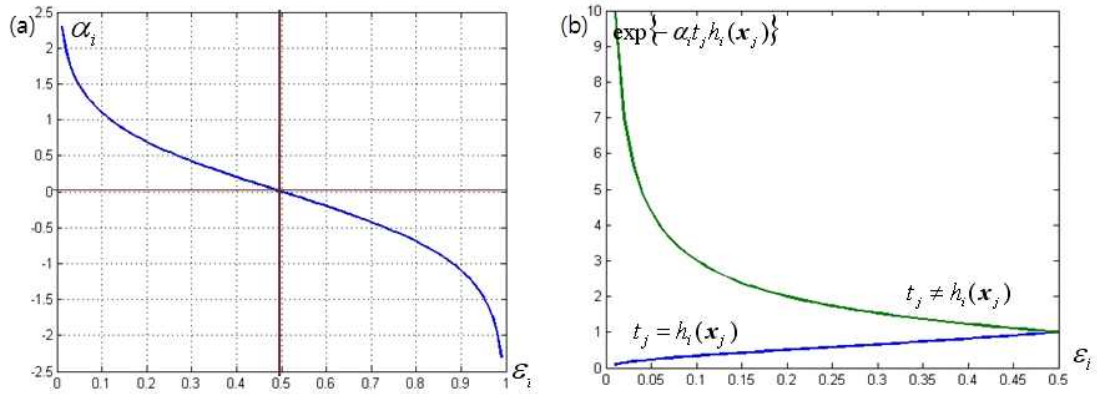 (a)
α_i
2.5
2
1.5
1
0.5
0
-0.5
-1
-1.5
-2
-2.5
0 0.1 0.2 0.3 0.4 0.5 0.6 0.7 0.8 0.9 1
ε_i
(b)
exp{-α_i t_j h_i(x_j)}
10
9
8
7
6
5
4
3
2
1
0
t_j ≠ h_i(x_j)
t_j = h_i(x_j)
0 0.05 0.1 0.15 0.2 0.25 0.3 0.35 0.4 0.45 0.5
ε_i